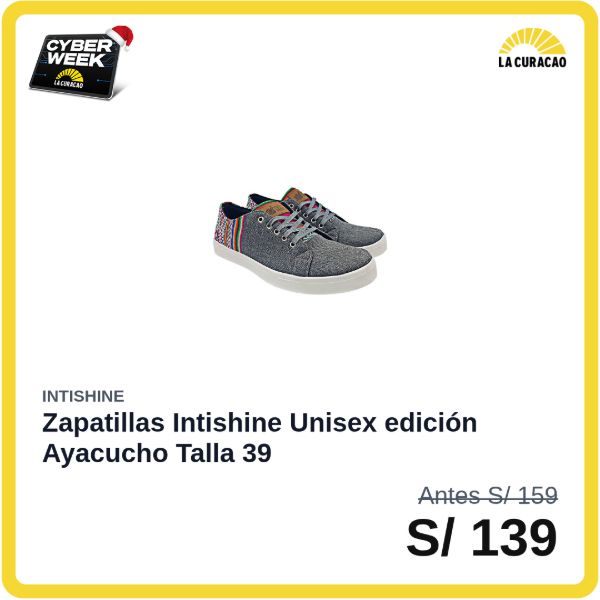 CYBER
WEEK
LA CURACAO
LA CURACAO
INTISHINE
Zapatillas Intishine Unisex edición
Ayacucho Talla 39
Antes S/ 159
S/ 139